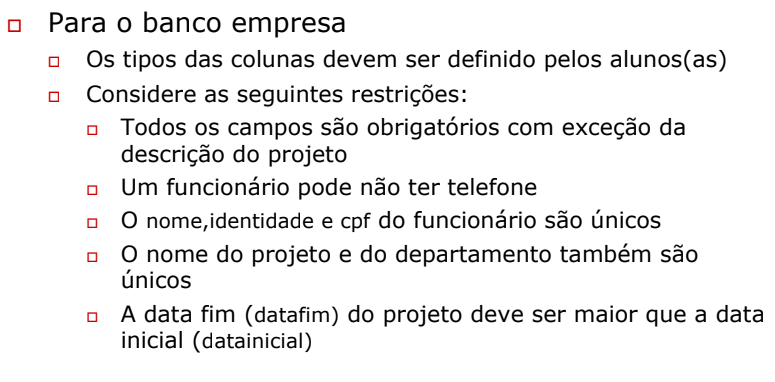 Para o banco empresa
Os tipos das colunas devem ser definido pelos alunos(as)
Considere as seguintes restrições:
Todos os campos são obrigatórios com exceção da
descrição do projeto
Um funcionário pode não ter telefone
O nome,identidade e cpf do funcionário são únicos
O nome do projeto e do departamento também são
únicos
A data fim (datafim) do projeto deve ser maior que a data
inicial (datainicial)